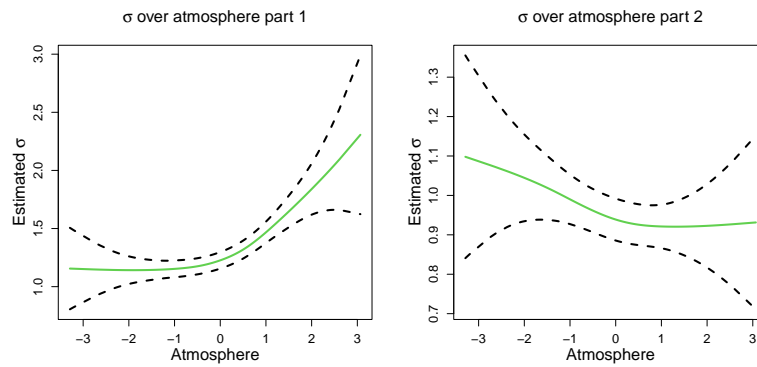 σ over atmosphere part 1
Estimated σ
3.0
2.5
2.0
1.5
1.0
−3 −2 −1 0 1 2 3
Atmosphere
σ over atmosphere part 2
Estimated σ
1.3
1.2
1.1
1.0
0.9
0.8
0.7
−3 −2 −1 0 1 2 3
Atmosphere